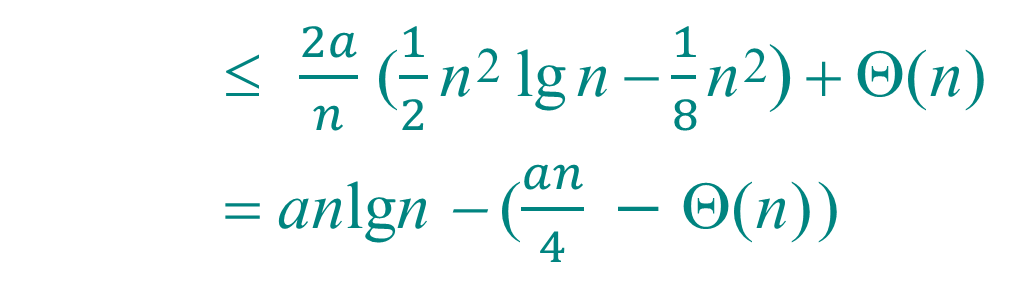 ≤ 2a/n (1/2 n² lg n − 1/8 n²) + Θ(n)
= anlgn − (an/4 − Θ(n))